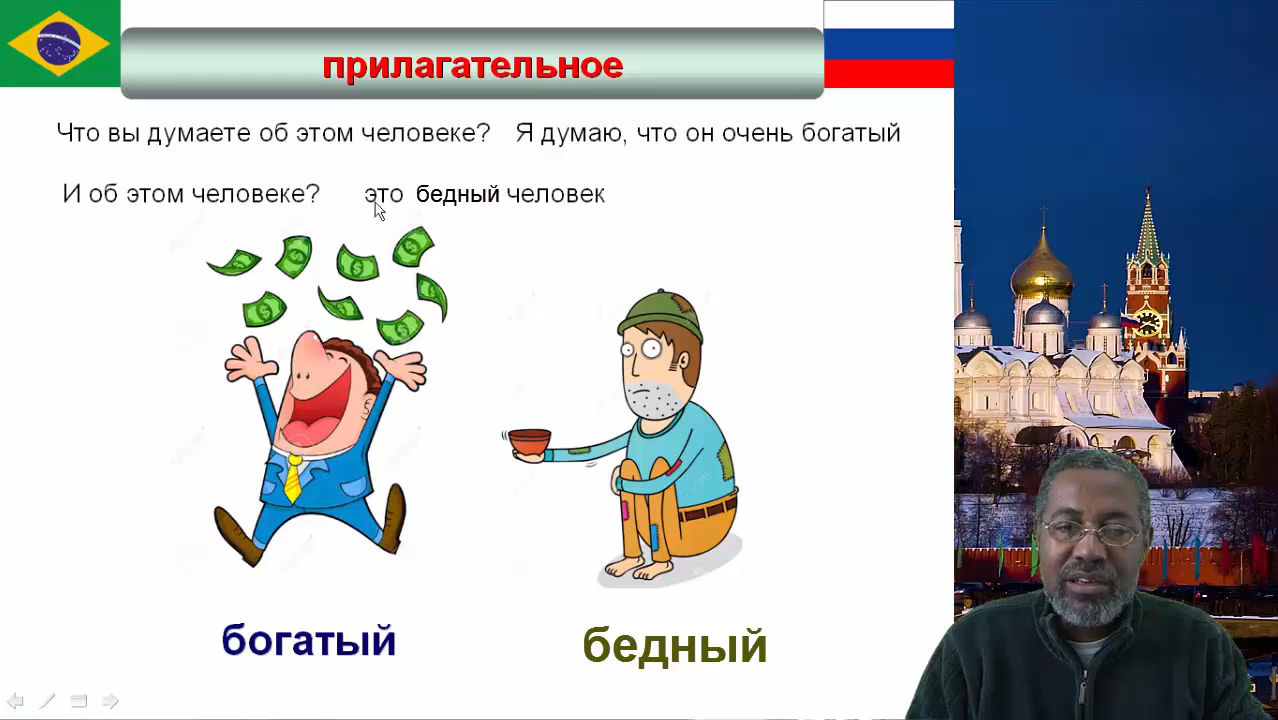 прилагательное
Что вы думаете об этом человеке? Я думаю, что он очень богатый
И об этом человеке? это бедный человек
богатый
бедный